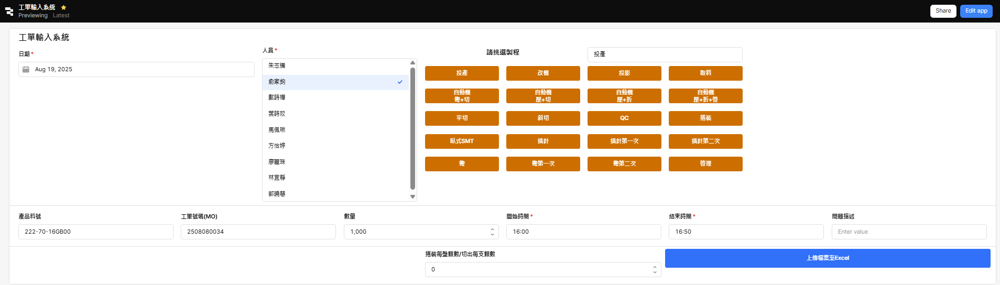 工單輸入系統
Previewing Latest
Share
Edit app
工單輸入系統
日期*
Aug 19, 2025
人員*
朱志騰
俞家鈞
鄭詩樺
葉詩玟
馬佩琳
方怡婷
廖麗珠
林宜靜
郭曉慧
請挑選製程
投產
投產 改機 投影 取料
自動機 自動機 自動機 自動機
彎+切 壓+切 壓+折 壓+折+管
平切 斜切 QC 捲裝
臥式SMT 插針 插針第一次 插針第二次
彎 彎第一次 彎第二次 管理
產品料號
222-70-16GB00
工單號碼(MO)
2508080034
數量
1,000
開始時間*
16:00
结束時間*
16:50
問題描述
Enter value
捲裝每盤顆數/切出每支顆數
0
上傳檔案至Excel